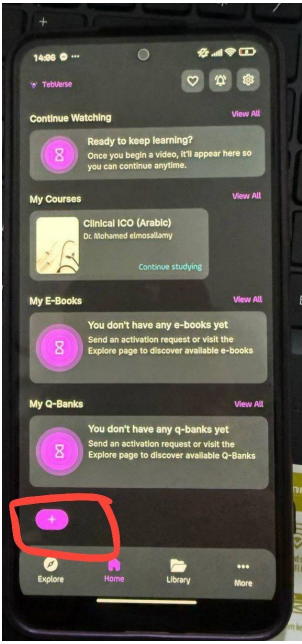 14:06
TebVerse
Continue Watching View All
Ready to keep learning?
Once you begin a video, it'll appear here so
you can continue anytime.
My Courses View All
Clinical ICO (Arabic)
Dr. Mohamed elmosallamy
Continue studying
My E-Books View All
You don't have any e-books yet
Send an activation request or visit the
Explore page to discover available e-books
My Q-Banks View All
You don't have any q-banks yet
Send an activation request or visit the
Explore page to discover available Q-Banks
+
Explore Home Library More